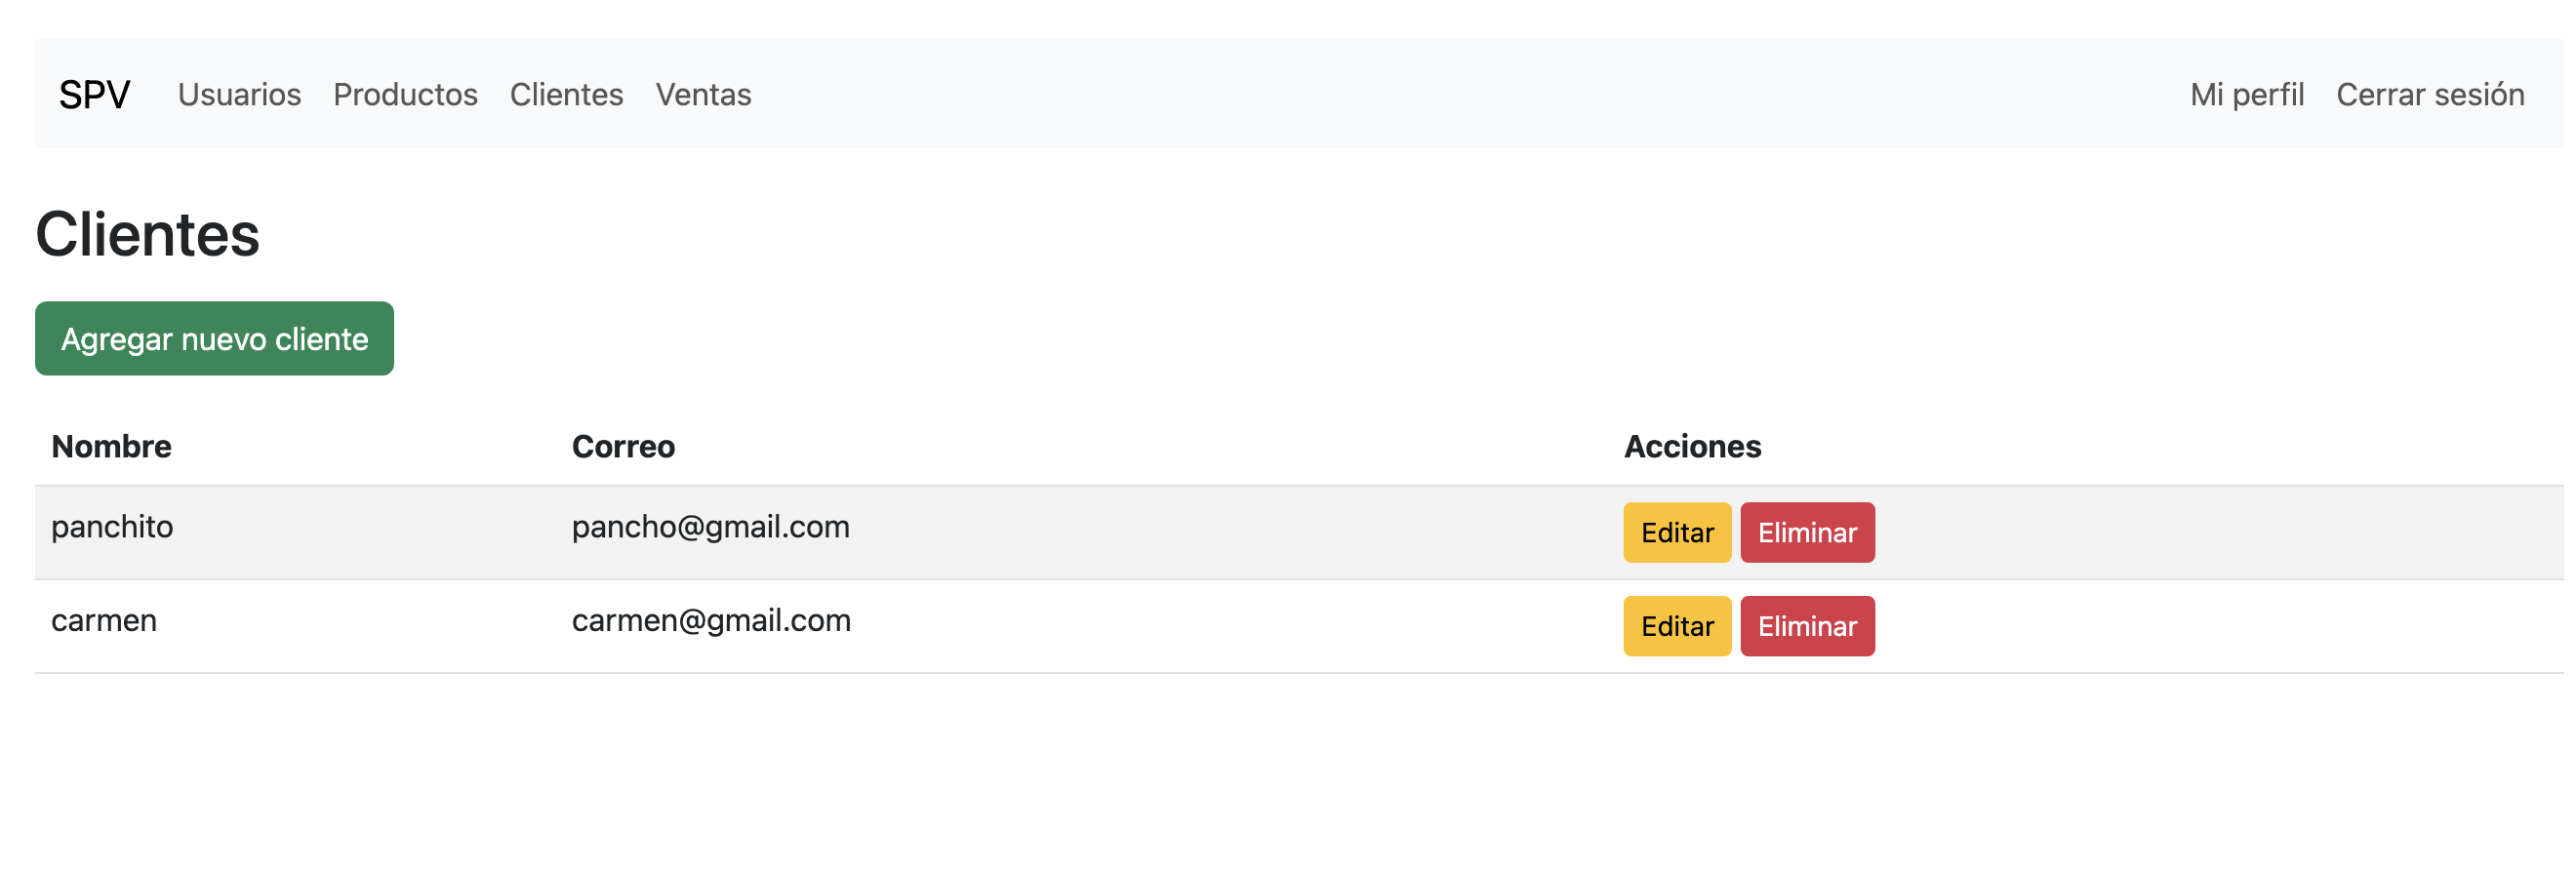 SPV Usuarios Productos Clientes Ventas Mi perfil Cerrar sesión
Clientes
Agregar nuevo cliente
Nombre Correo Acciones
panchito pancho@gmail.com Editar Eliminar
carmen carmen@gmail.com Editar Eliminar